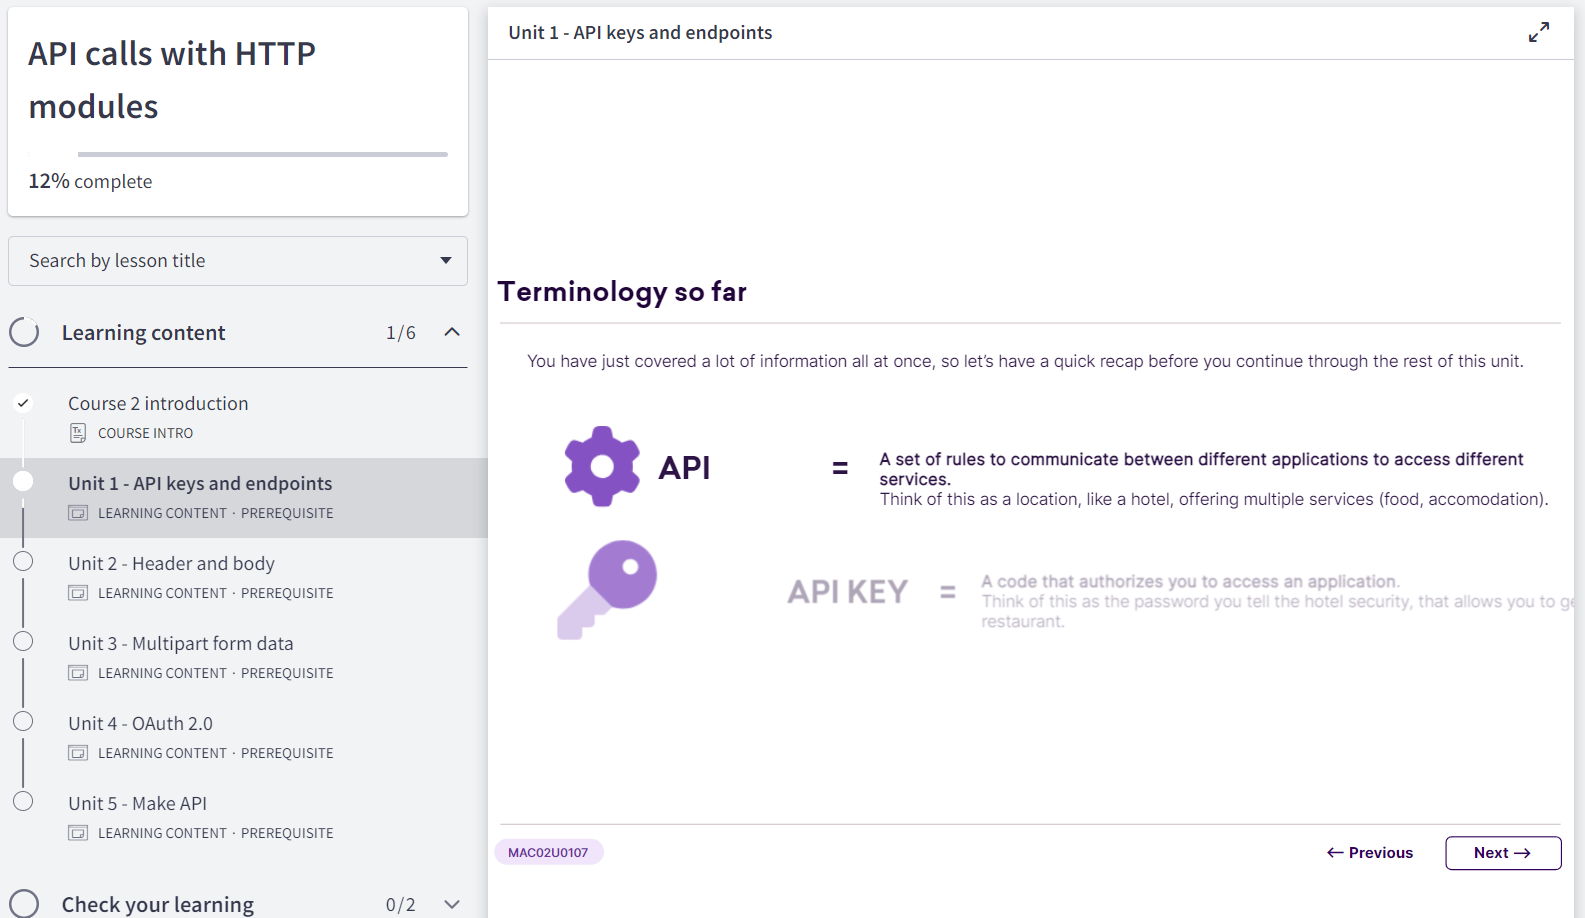 API calls with HTTP
modules
12% complete
Search by lesson title
Learning content 1/6
Course 2 introduction
COURSE INTRO
Unit 1 - API keys and endpoints
LEARNING CONTENT · PREREQUISITE
Unit 2 - Header and body
LEARNING CONTENT · PREREQUISITE
Unit 3 - Multipart form data
LEARNING CONTENT · PREREQUISITE
Unit 4 - OAuth 2.0
LEARNING CONTENT · PREREQUISITE
Unit 5 - Make API
LEARNING CONTENT · PREREQUISITE
Check your learning 0/2
Unit 1 - API keys and endpoints
Terminology so far
You have just covered a lot of information all at once, so let’s have a quick recap before you continue through the rest of this unit.
API = A set of rules to communicate between different applications to access different
services.
Think of this as a location, like a hotel, offering multiple services (food, accomodation).
API KEY = A code that authorizes you to access an application.
Think of this as the password you tell the hotel security, that allows you to
restaurant.
MAC02U0107
← Previous
Next →